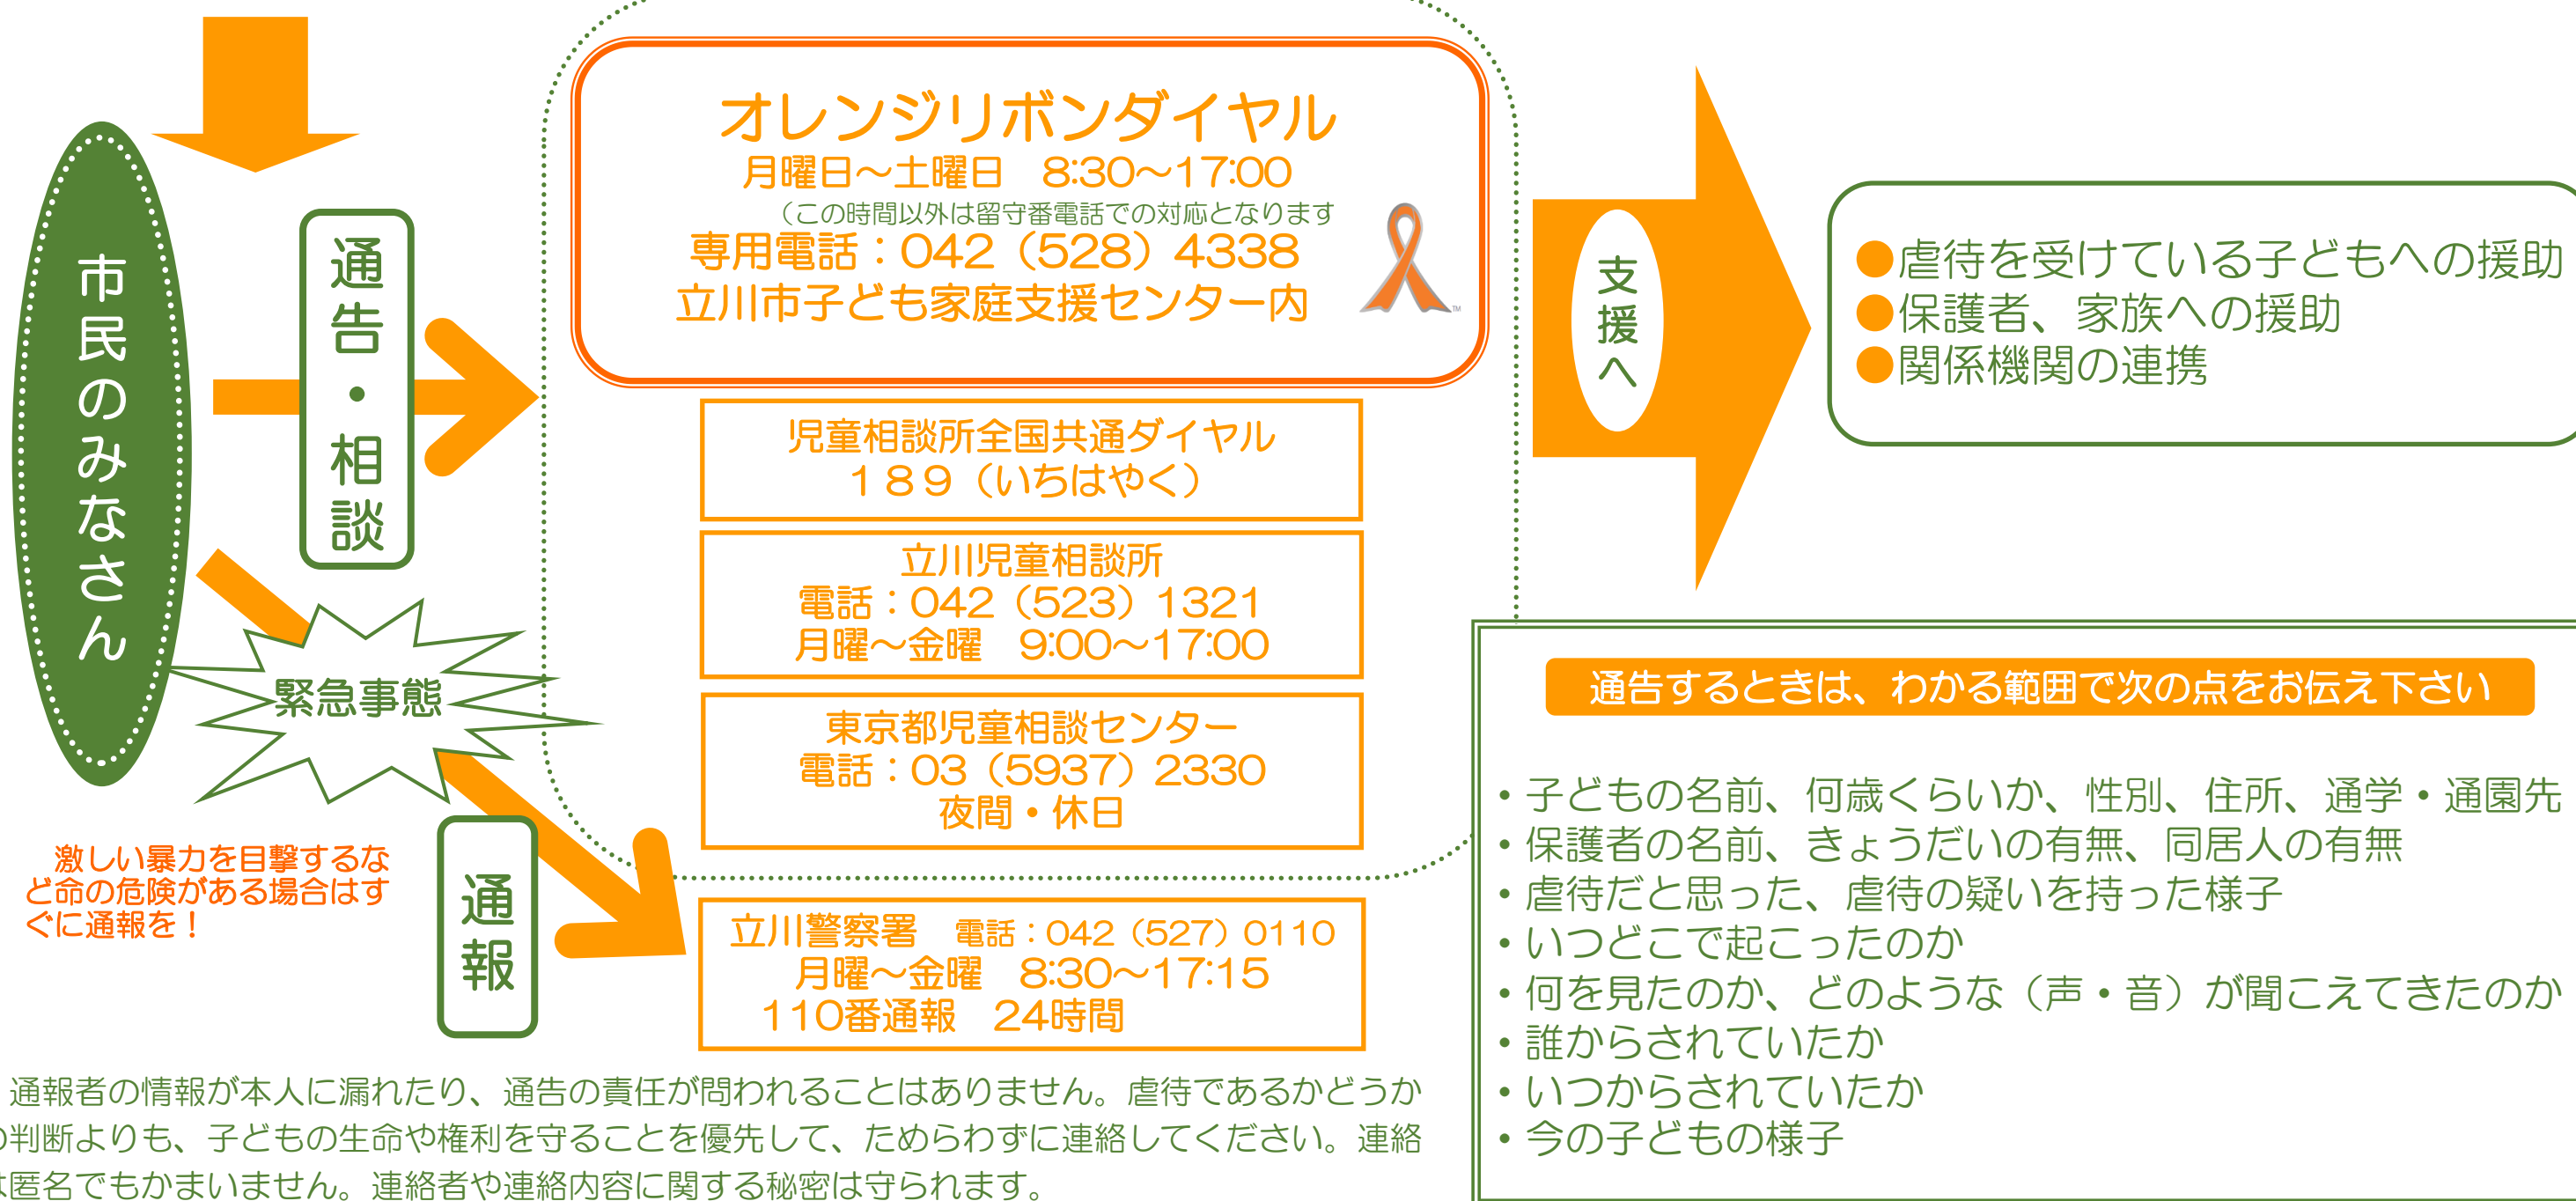 市民のみなさん
通告・相談
オレンジリボンダイヤル
月曜日～土曜日　8:30～17:00
（この時間以外は留守番電話での対応となります
専用電話：042（528）4338
立川市子ども家庭支援センター内
TM
児童相談所全国共通ダイヤル
１８９（いちはやく）
立川児童相談所
電話：042（523）1321
月曜～金曜　9:00～17:00
東京都児童相談センター
電話：03（5937）2330
夜間・休日
支援へ
●虐待を受けている子どもへの援助
●保護者、家族への援助
●関係機関の連携
緊急事態
激しい暴力を目撃するな
ど命の危険がある場合はす
ぐに通報を！
通報
立川警察署　電話：042（527）0110
月曜～金曜　8:30～17:15
110番通報　24時間
通報者の情報が本人に漏れたり、通告の責任が問われることはありません。虐待であるかどうか
の判断よりも、子どもの生命や権利を守ることを優先して、ためらわずに連絡してください。連絡
は匿名でもかまいません。連絡者や連絡内容に関する秘密は守られます。
通告するときは、わかる範囲で次の点をお伝え下さい
・子どもの名前、何歳くらいか、性別、住所、通学・通園先
・保護者の名前、きょうだいの有無、同居人の有無
・虐待だと思った、虐待の疑いを持った様子
・いつどこで起こったのか
・何を見たのか、どのような（声・音）が聞こえてきたのか
・誰からされていたか
・いつからされていたか
・今の子どもの様子